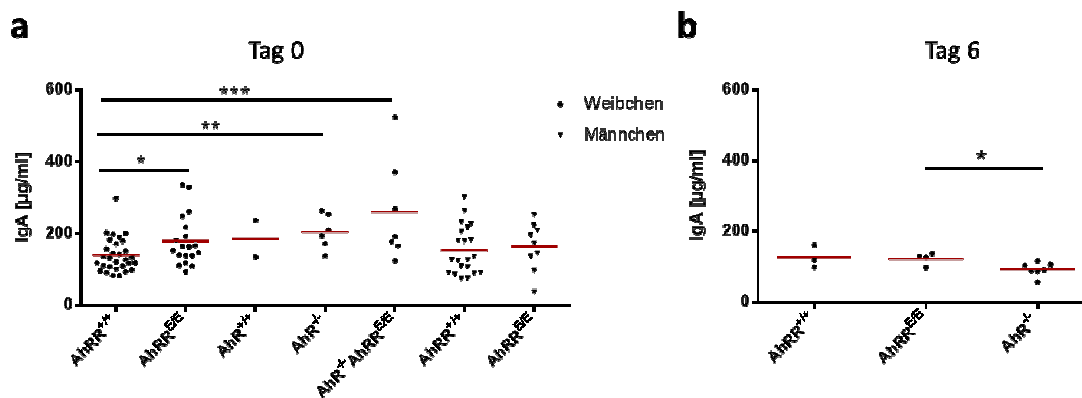 a
Tag 0
IgA [µg/ml]
600
400
200
0
***
**
*
Weibchen
Männchen
AhRR+/+
AhRRE/E
AhR+/+
AhR-/-
AhR-/-AhRRE/E
AhRR+/+
AhRRE/E
b
Tag 6
IgA [µg/ml]
600
400
200
0
*
AhRR+/+
AhRRE/E
AhR-/-